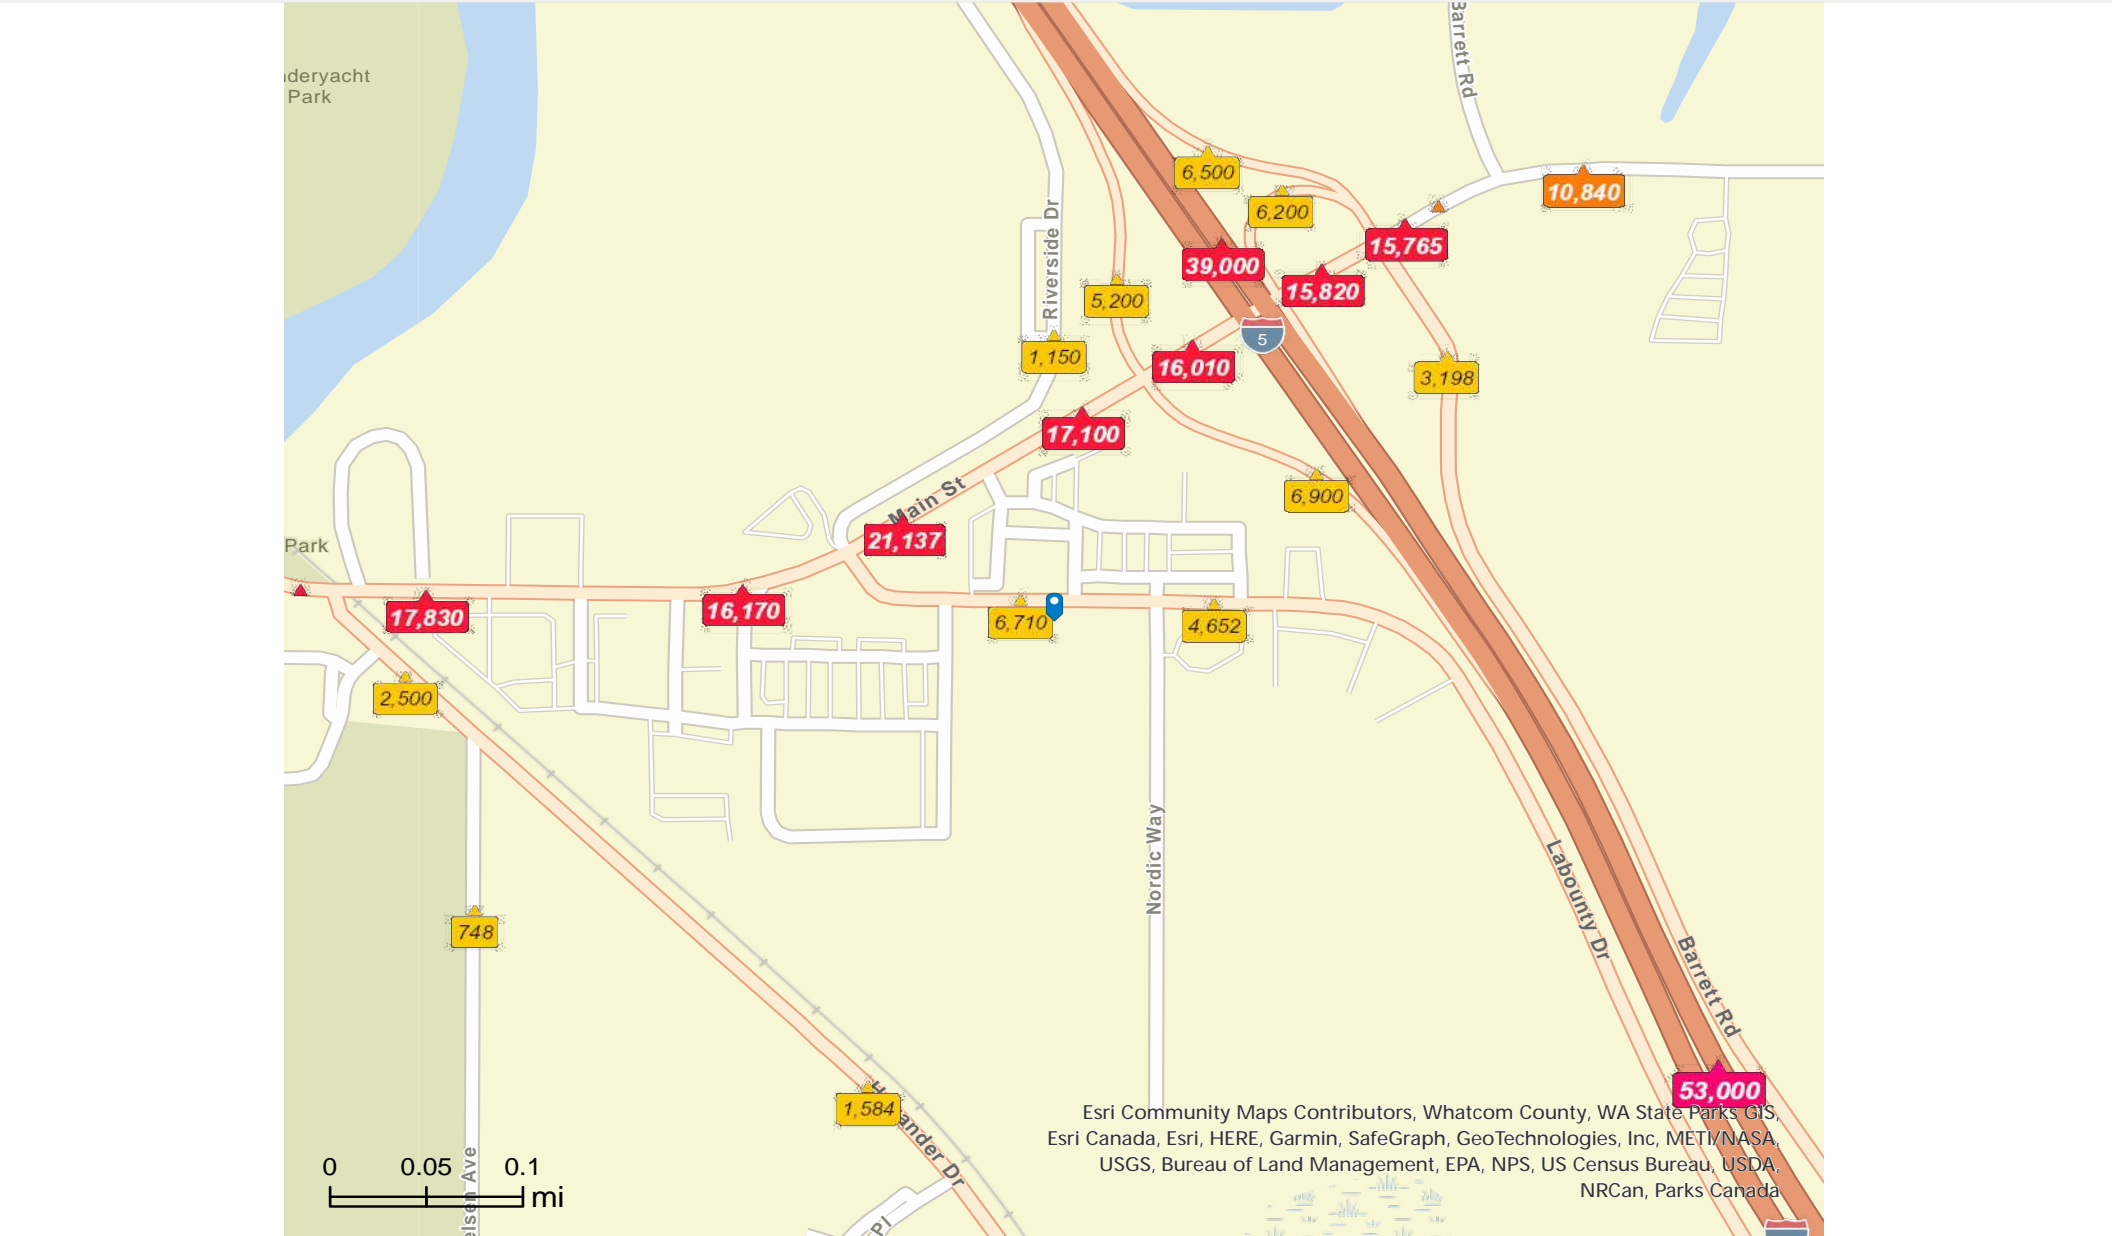 Barrett Rd
nderyacht
Park
6,500
10,840
6,200
15,765
39,000
Riverside Dr
15,820
5,200
5
1,150
16,010
3,198
17,100
Main St
6,900
21,137
Park
17,830
16,170
6,710
4,652
2,500
Nordic Way
Labounty Dr
748
Barrett Rd
53,000
1,584
ander Dr
Esri Community Maps Contributors, Whatcom County, WA State Parks GIS,
Esri Canada, Esri, HERE, Garmin, SafeGraph, GeoTechnologies, Inc, METI/NASA,
USGS, Bureau of Land Management, EPA, NPS, US Census Bureau, USDA,
NRCan, Parks Canada
0 0.05 0.1
mi
elsen Ave
Pl